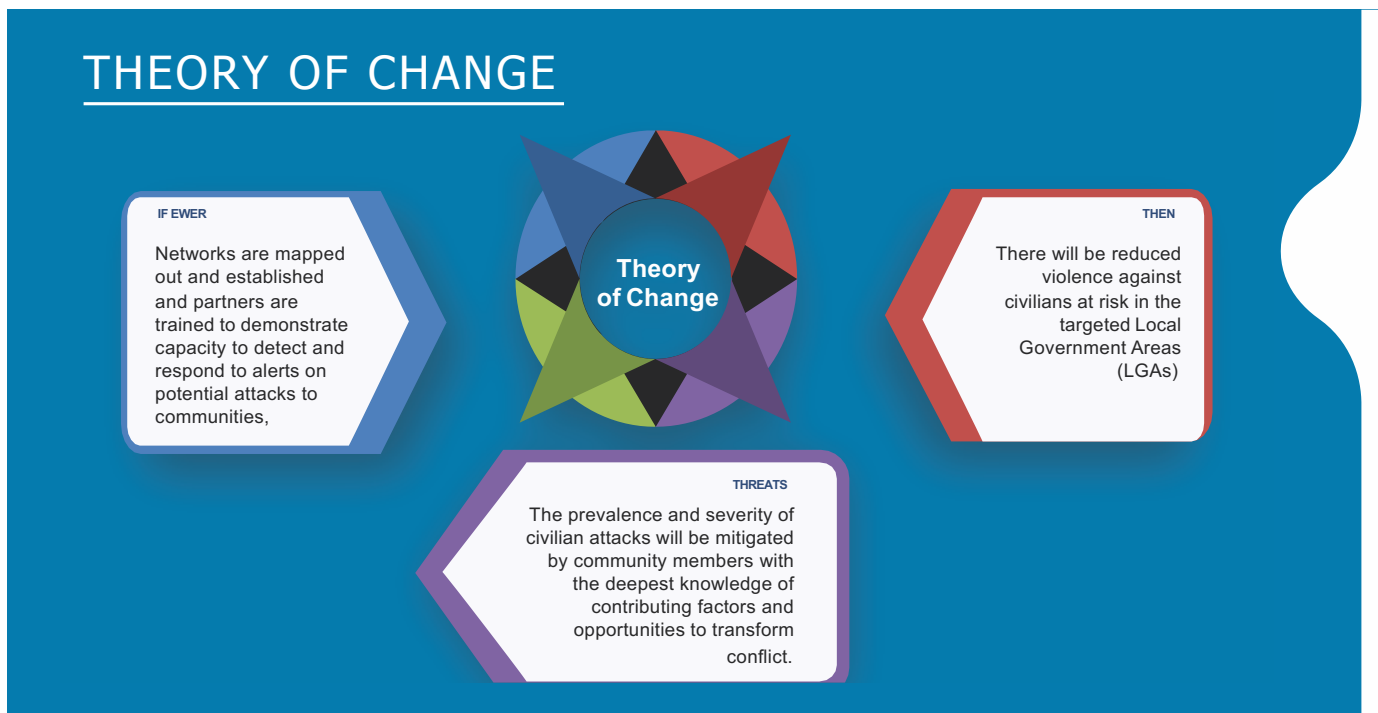 THEORY OF CHANGE
IF EWER
Networks are mapped
out and established
and partners are
trained to demonstrate
capacity to detect and
respond to alerts on
potential attacks to
communities,
Theory
of Change
THEN
There will be reduced
violence against
civilians at risk in the
targeted Local
Government Areas
(LGAs)
THREATS
The prevalence and severity of
civilian attacks will be mitigated
by community members with
the deepest knowledge of
contributing factors and
opportunities to transform
conflict.